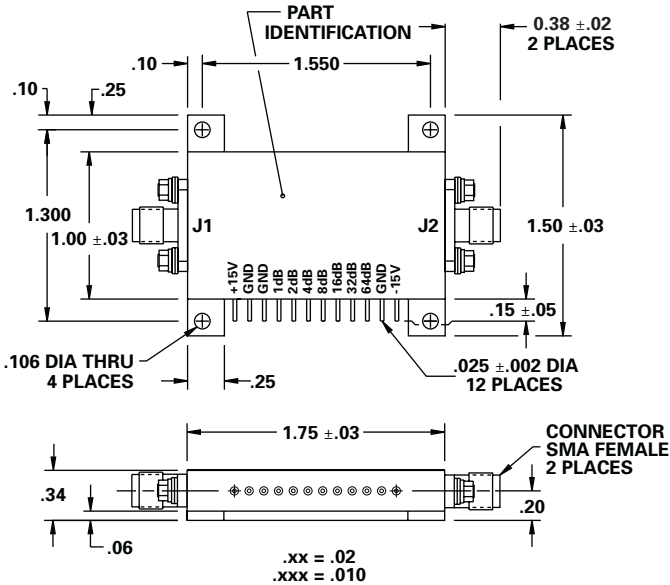 PART
IDENTIFICATION
0.38 ±.02
2 PLACES
.10
1.550
.10
.25
1.300
1.00 ±.03
J1
J2
1.50 ±.03
+15V
GND
GND
1dB
2dB
4dB
8dB
16dB
32dB
64dB
GND
-15V
.15 ±.05
.106 DIA THRU
4 PLACES
.25
.025 ±.002 DIA
12 PLACES
1.75 ±.03
CONNECTOR
SMA FEMALE
2 PLACES
.34
.06
.20
.xx = .02
.xxx = .010